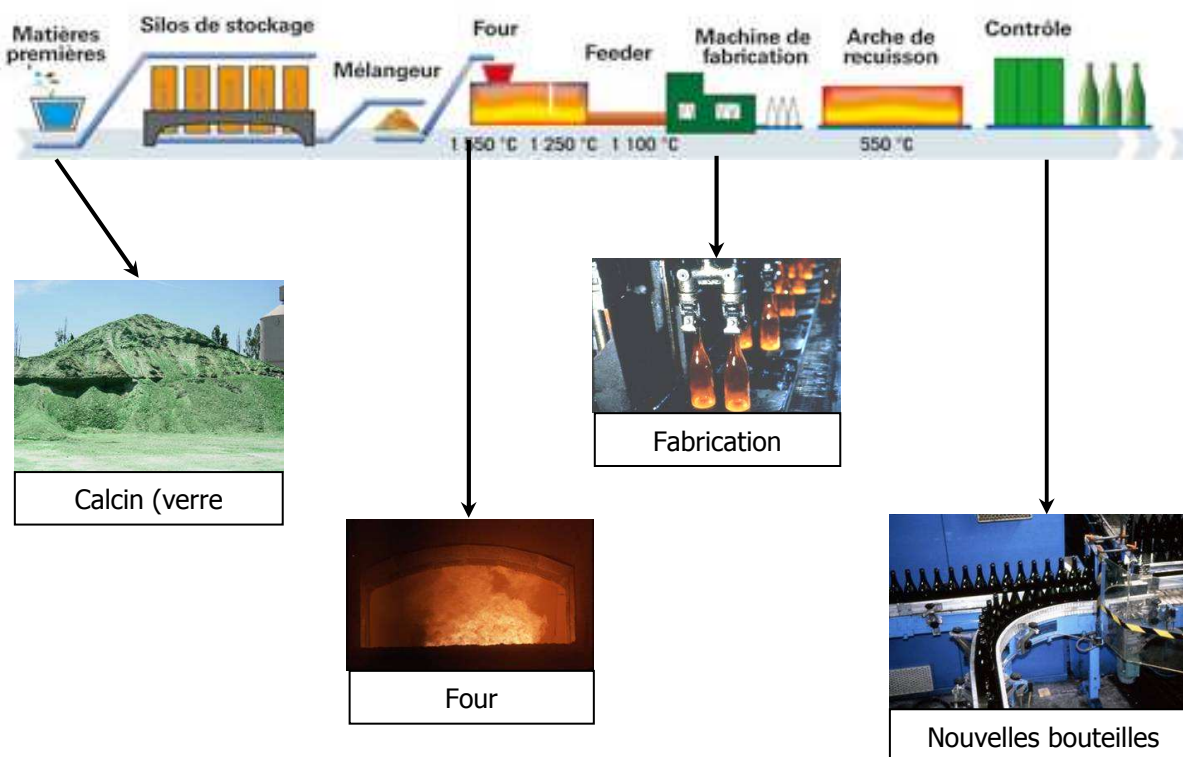 Matières
premières
Silos de stockage
Mélangeur
Four
Feeder
Machine de
fabrication
Arche de
recuisson
Contrôle
1 250 °C
1 100 °C
550 °C
Calcin (verre
Fabrication
Four
Nouvelles bouteilles